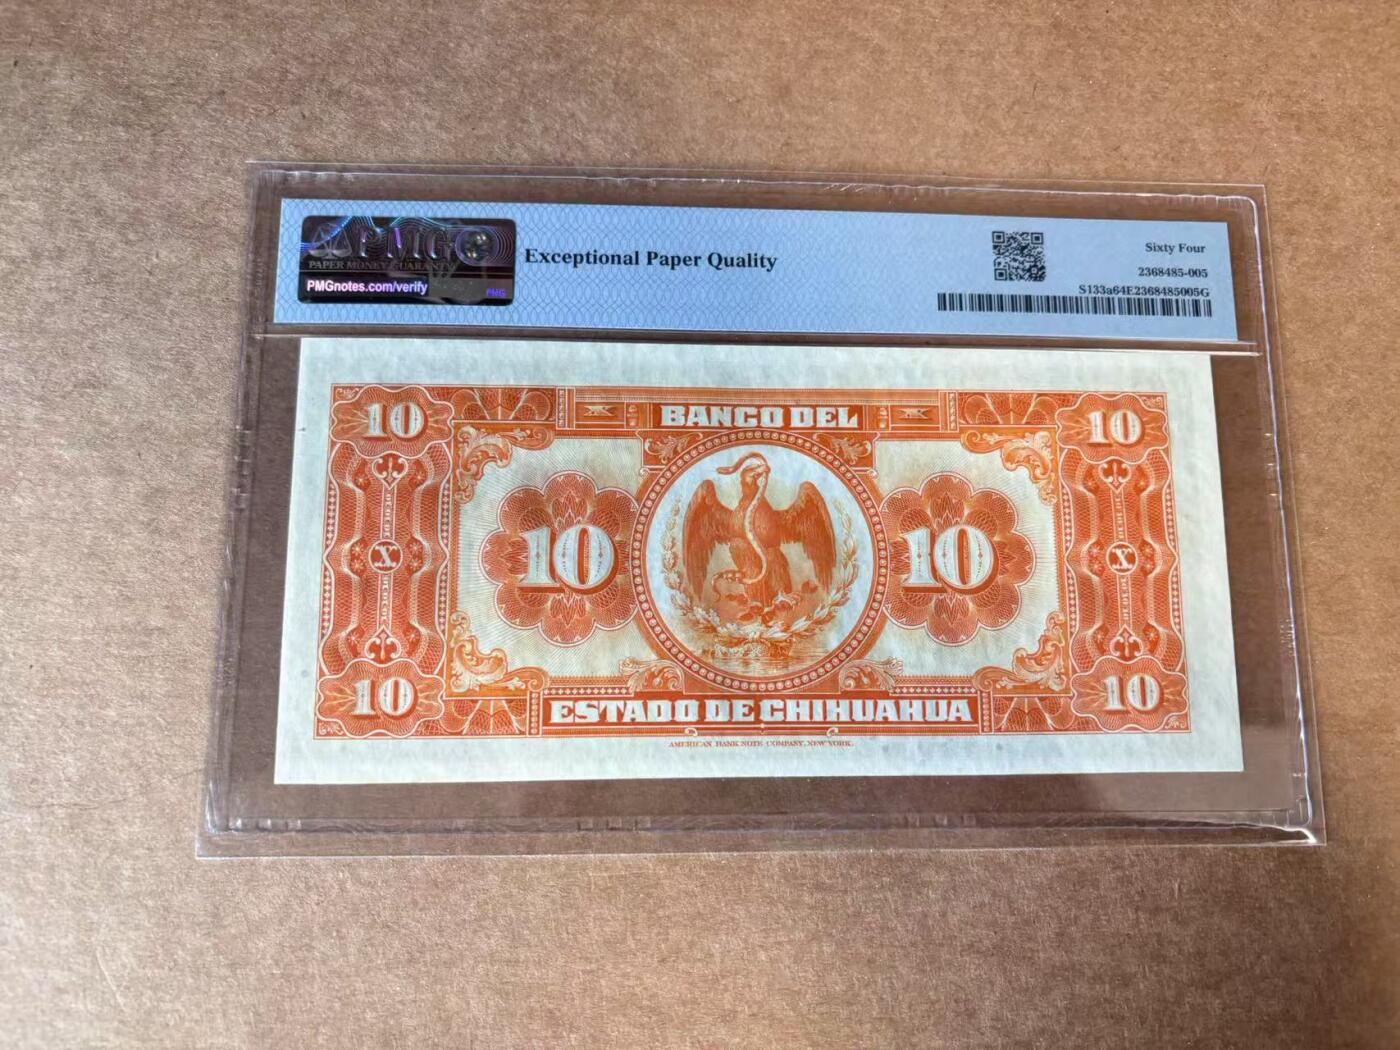 PMG
PAPER MONEY GUARANTY
PMGnotes.com/verify
PMG
Exceptional Paper Quality
Sixty Four
2368485-005
S133a64E2368485005G
10
BANCO DEL
10
X
10
10
X
10
ESTADO DE CHIHUAHUA
10
AMERICAN BANK NOTE COMPANY, NEW YORK.